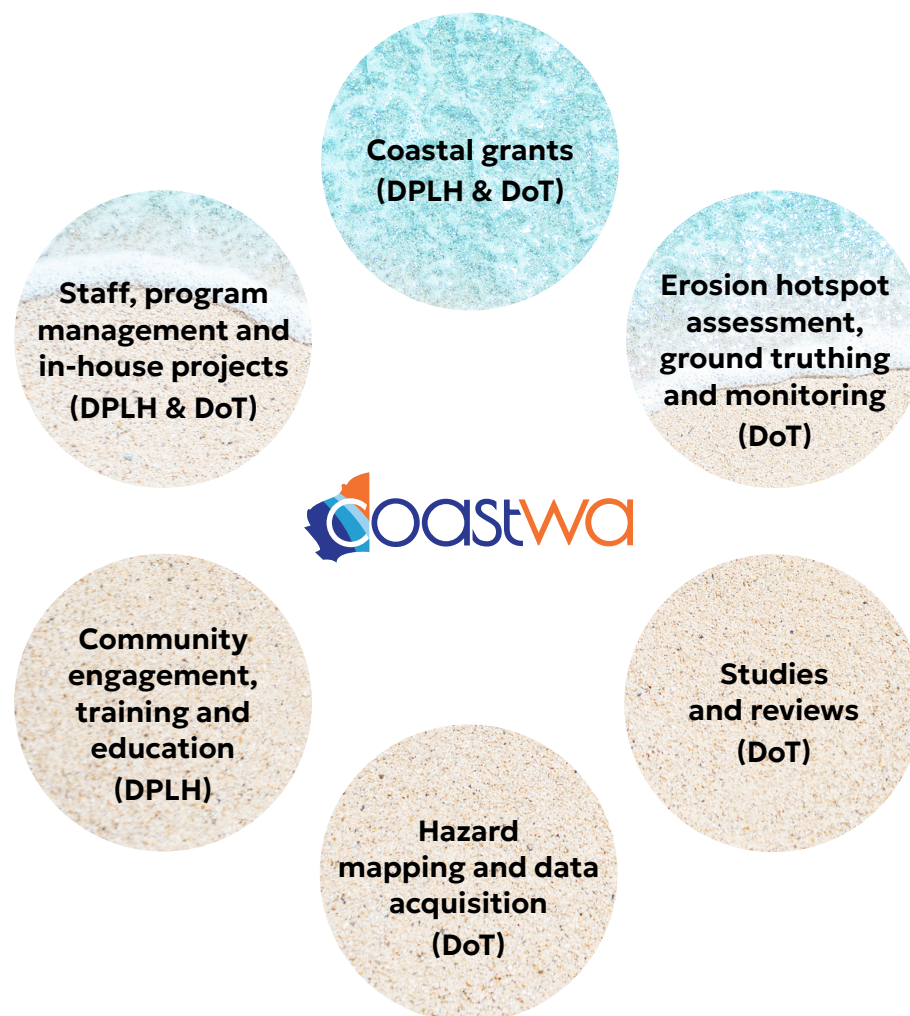 Coastal grants
(DPLH & DoT)
Erosion hotspot
assessment,
ground truthing
and monitoring
(DoT)
Studies
and reviews
(DoT)
Hazard
mapping and data
acquisition
(DoT)
Community
engagement,
training and
education
(DPLH)
Staff, program
management and
in-house projects
(DPLH & DoT)
Coastwa